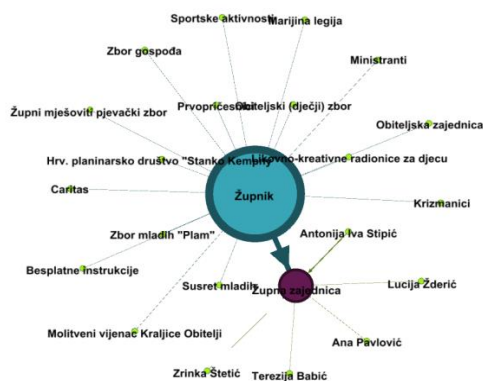 Sportske aktivnosti
Marijina legija
Zbor gospođa
Ministranti
Prvopričesnici
Obiteljski (dječji) zbor
Župni mješoviti pjevački zbor
Obiteljska zajednica
Hrv. planinarsko društvo "Stanko Kempny"
Likovno-kreativne radionice za djecu
Caritas
Župnik
Krizmanici
Zbor mladih "Plam"
Antonija Iva Stipić
Besplatne instrukcije
Susret mladih
Župna zajednica
Lucija Žderić
Molitveni vijenac Kraljice Obitelji
Ana Pavlović
Zrinka Štetić
Terezija Babić